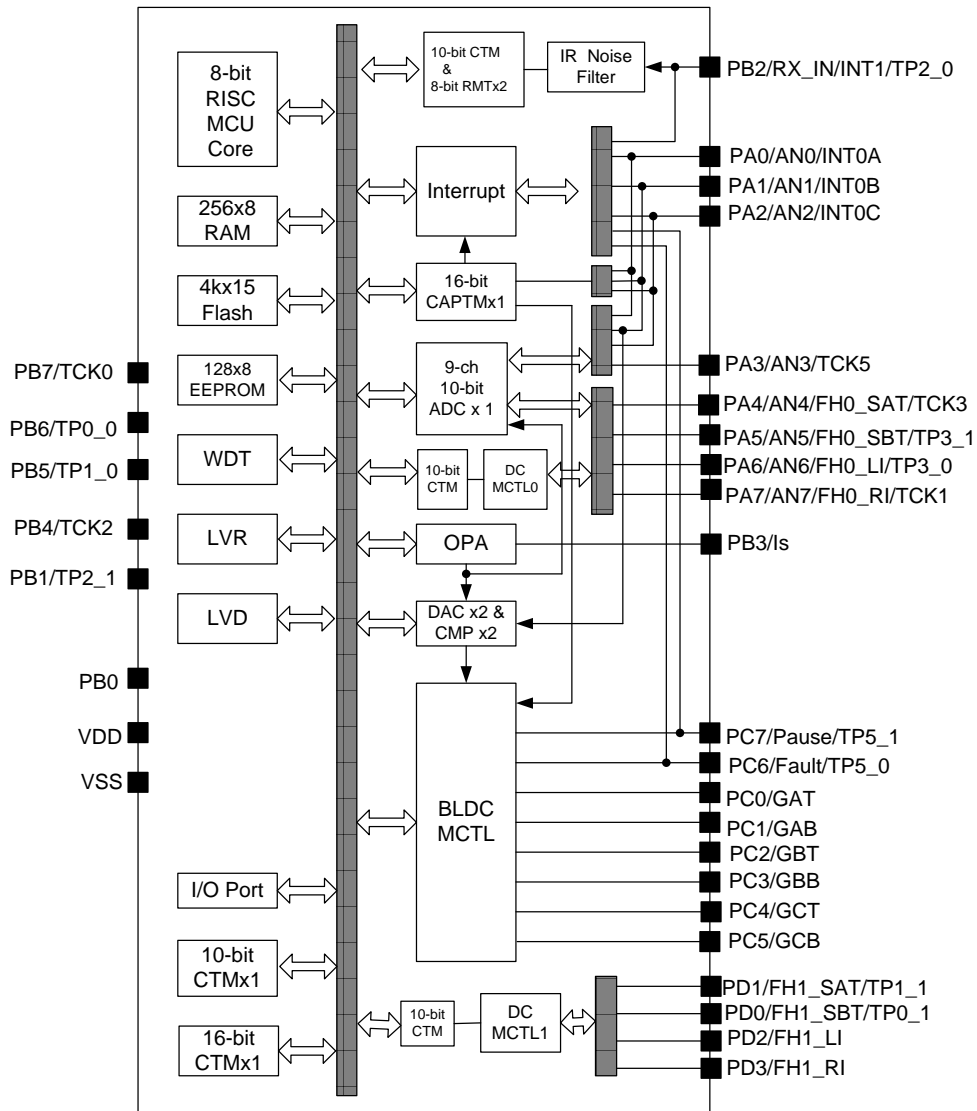 8-bit
RISC
MCU
Core
256x8
RAM
4kx15
Flash
128x8
EEPROM
WDT
LVR
LVD
I/O Port
10-bit
CTMx1
16-bit
CTMx1
PB7/TCK0
PB6/TP0_0
PB5/TP1_0
PB4/TCK2
PB1/TP2_1
PB0
VDD
VSS
10-bit CTM
&
8-bit RMTx2
IR Noise
Filter
Interrupt
16-bit
CAPTMx1
9-ch
10-bit
ADC x 1
10-bit
CTM
DC
MCTL0
OPA
DAC x2 &
CMP x2
BLDC
MCTL
10-bit
CTM
DC
MCTL1
PB2/RX_IN/INT1/TP2_0
PA0/AN0/INT0A
PA1/AN1/INT0B
PA2/AN2/INT0C
PA3/AN3/TCK5
PA4/AN4/FH0_SAT/TCK3
PA5/AN5/FH0_SBT/TP3_1
PA6/AN6/FH0_LI/TP3_0
PA7/AN7/FH0_RI/TCK1
PB3/Is
PC7/Pause/TP5_1
PC6/Fault/TP5_0
PC0/GAT
PC1/GAB
PC2/GBT
PC3/GBB
PC4/GCT
PC5/GCB
PD1/FH1_SAT/TP1_1
PD0/FH1_SBT/TP0_1
PD2/FH1_LI
PD3/FH1_RI